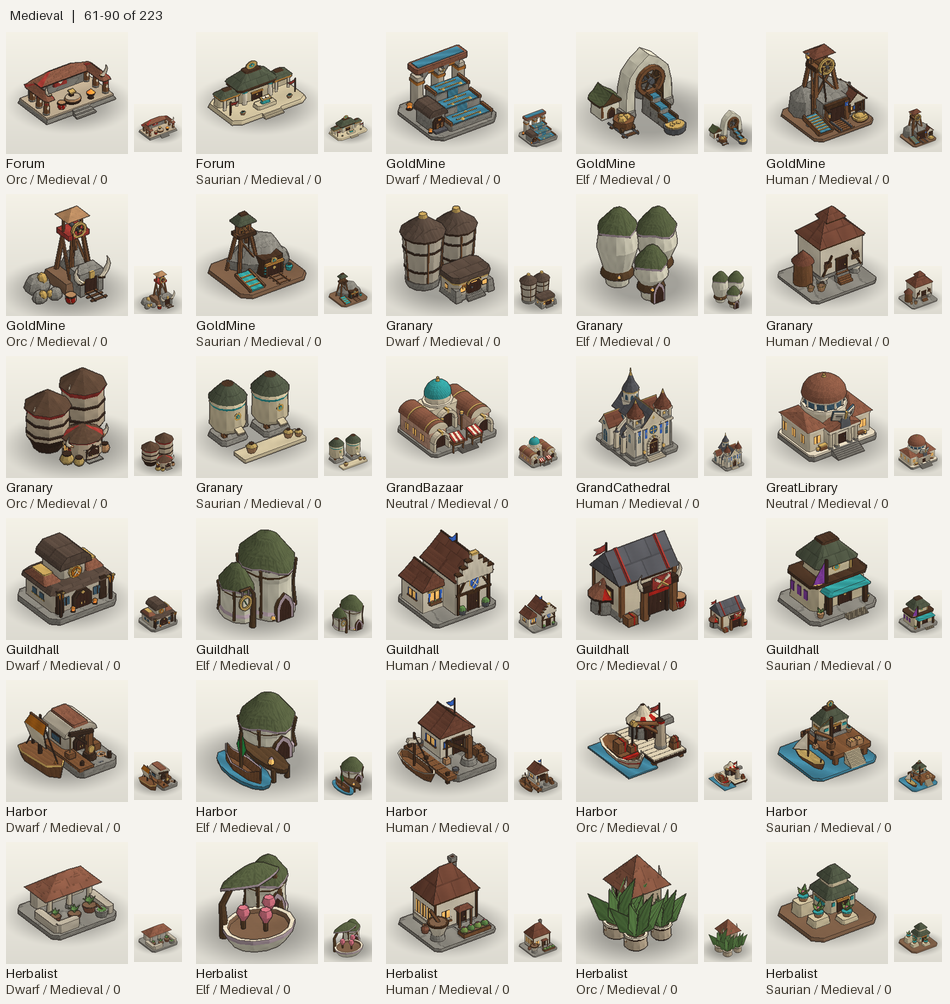 Medieval | 61-90 of 223
Forum
Orc / Medieval / 0
Forum
Saurian / Medieval / 0
GoldMine
Dwarf / Medieval / 0
GoldMine
Elf / Medieval / 0
GoldMine
Human / Medieval / 0
GoldMine
Orc / Medieval / 0
GoldMine
Saurian / Medieval / 0
Granary
Dwarf / Medieval / 0
Granary
Elf / Medieval / 0
Granary
Human / Medieval / 0
Granary
Orc / Medieval / 0
Granary
Saurian / Medieval / 0
GrandBazaar
Neutral / Medieval / 0
GrandCathedral
Human / Medieval / 0
GreatLibrary
Neutral / Medieval / 0
Guildhall
Dwarf / Medieval / 0
Guildhall
Elf / Medieval / 0
Guildhall
Human / Medieval / 0
Guildhall
Orc / Medieval / 0
Guildhall
Saurian / Medieval / 0
Harbor
Dwarf / Medieval / 0
Harbor
Elf / Medieval / 0
Harbor
Human / Medieval / 0
Harbor
Orc / Medieval / 0
Harbor
Saurian / Medieval / 0
Herbalist
Dwarf / Medieval / 0
Herbalist
Elf / Medieval / 0
Herbalist
Human / Medieval / 0
Herbalist
Orc / Medieval / 0
Herbalist
Saurian / Medieval / 0